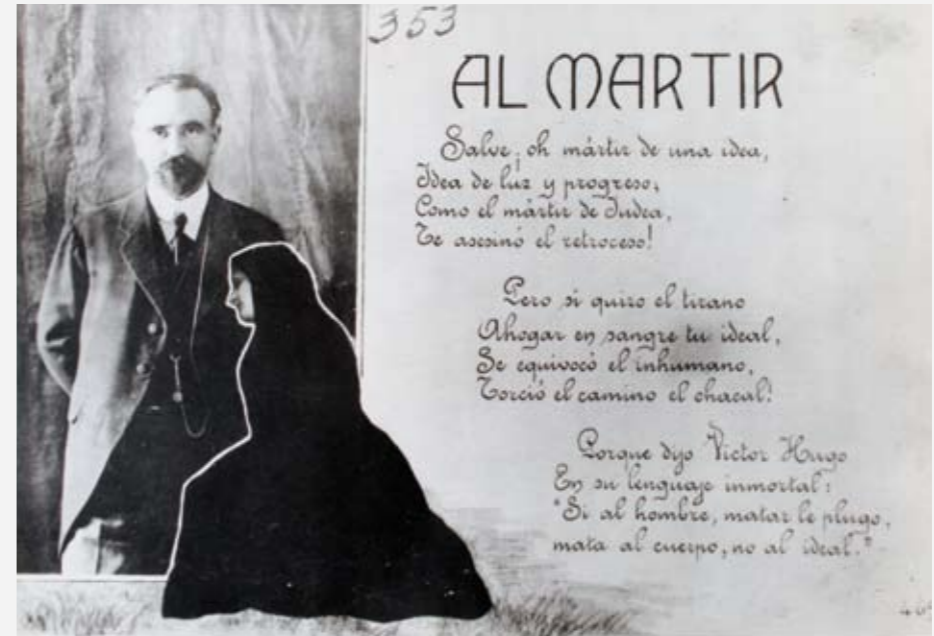 353
AL MARTIR
Salve, oh mártir de una idea,
Idea de luz y progreso;
Como el mártir de Judea,
Te asesinó el retroceso!
Pero si quizo el tirano
Ahogar en sangre tu ideal,
Se equivocó el inhumano,
Torció el camino el chacal!
Porque dijo Victor Hugo
En su lenguaje inmortal:
"Si al hombre, matar le plugo,
mata al cuerpo, no al ideal."